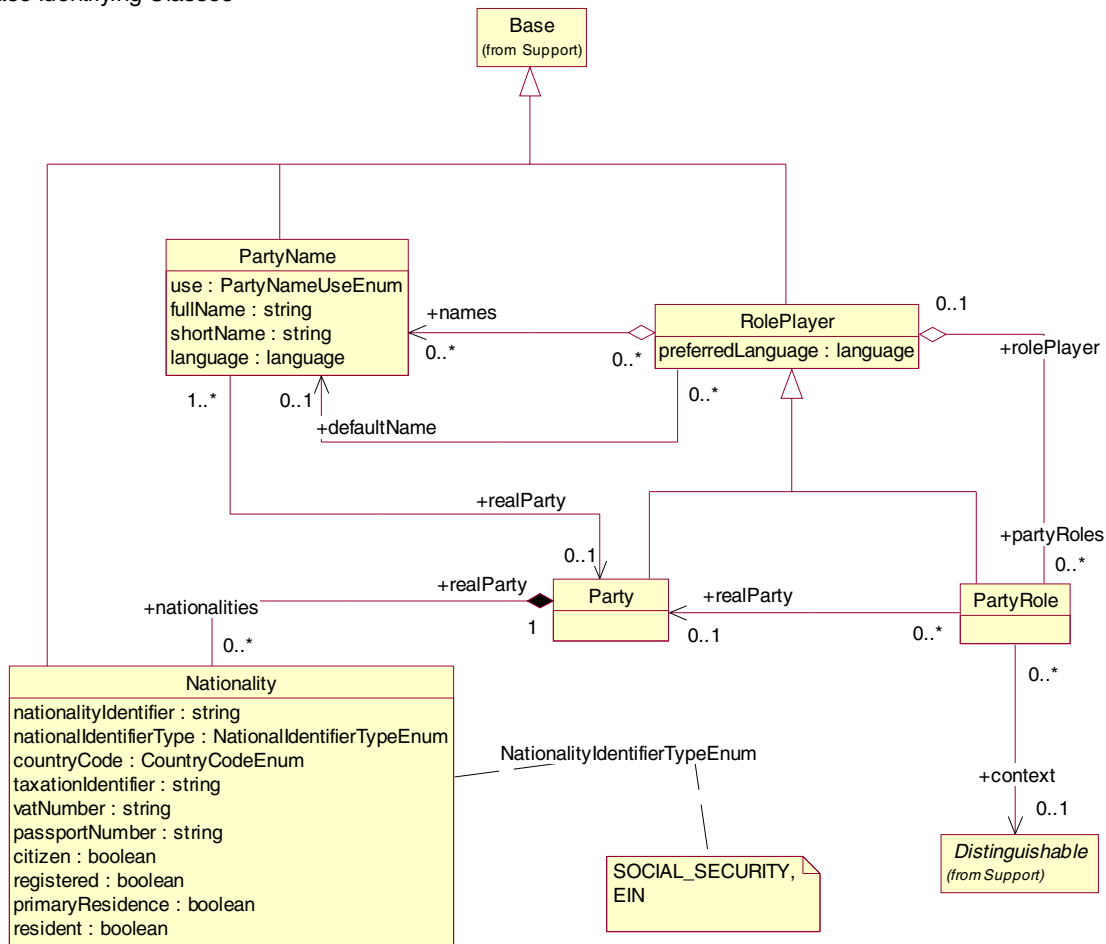 Identifying Classes
Base
(from Support)
PartyName
use : PartyNameUseEnum
fullName : string
shortName : string
language : language
+names
0..*
0..*
RolePlayer
preferredLanguage : language
0..1
+rolePlayer
1..*
0..1
+defaultName
0..*
+realParty
0..1
+partyRoles
0..*
+nationalities
0..*
+realParty
1
Party
+realParty
0..1
0..*
PartyRole
0..*
Nationality
nationalityIdentifier : string
nationalIdentifierType : NationalIdentifierTypeEnum
countryCode : CountryCodeEnum
taxationIdentifier : string
vatNumber : string
passportNumber : string
citizen : boolean
registered : boolean
primaryResidence : boolean
resident : boolean
NationalityIdentifierTypeEnum
SOCIAL_SECURITY,
EIN
+context
0..1
Distinguishable
(from Support)